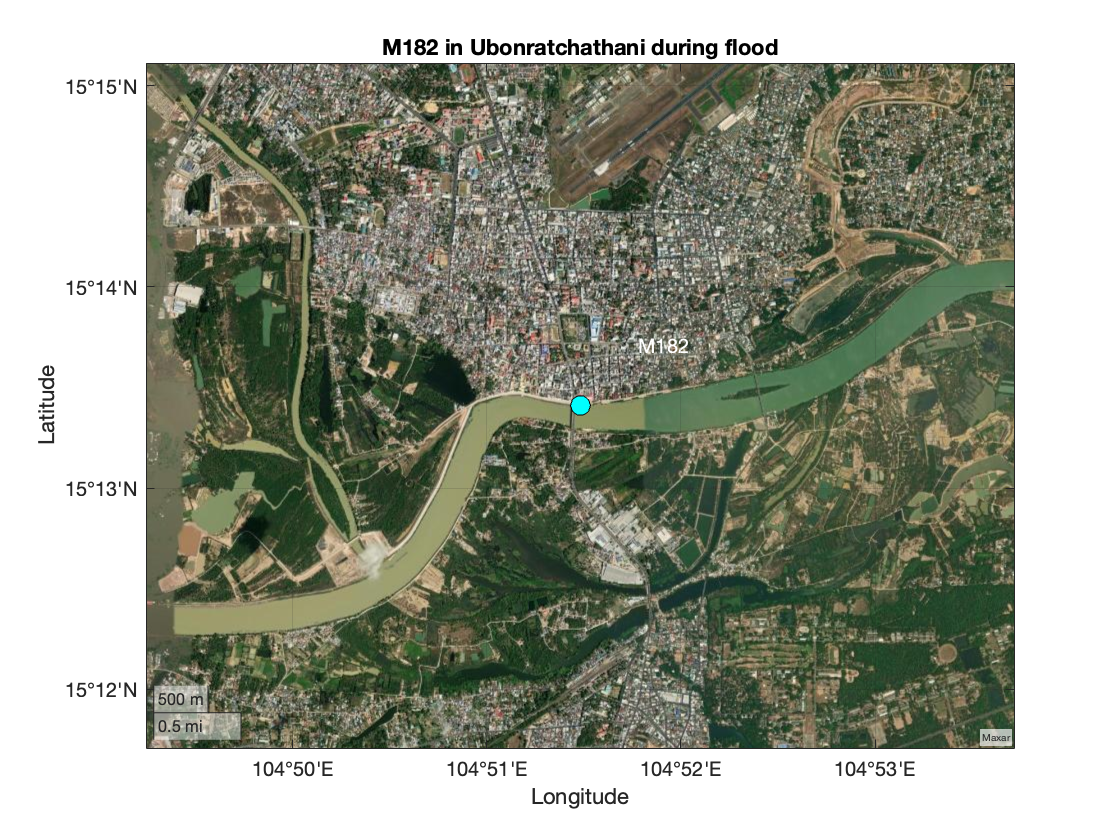 M182 in Ubonratchathani during flood
15°15'N
15°14'N
15°13'N
15°12'N
Latitude
M182
500 m
0.5 mi
Maxar
104°50'E
104°51'E
104°52'E
104°53'E
Longitude